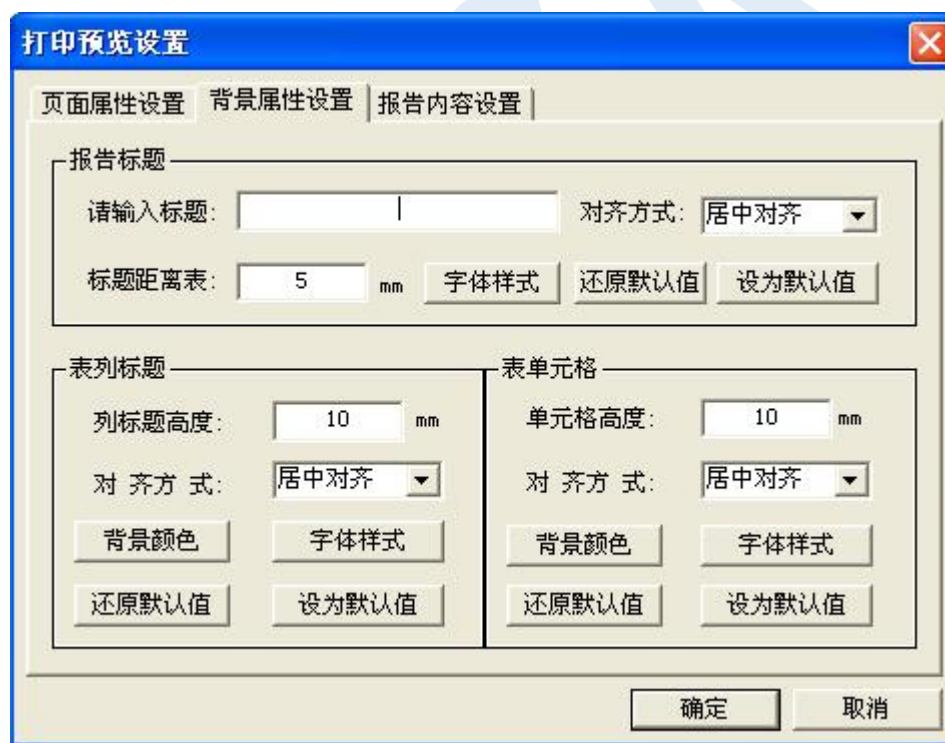 打印预览设置
页面属性设置 背景属性设置 报告内容设置
报告标题
请输入标题: 对齐方式: 居中对齐
标题距离表: 5 mm 字体样式 还原默认值 设为默认值
表列标题
列标题高度: 10 mm
对 齐方 式: 居中对齐
背景颜色 字体样式
还原默认值 设为默认值
表单元格
单元格高度: 10 mm
对 齐方 式: 居中对齐
背景颜色 字体样式
还原默认值 设为默认值
确定 取消